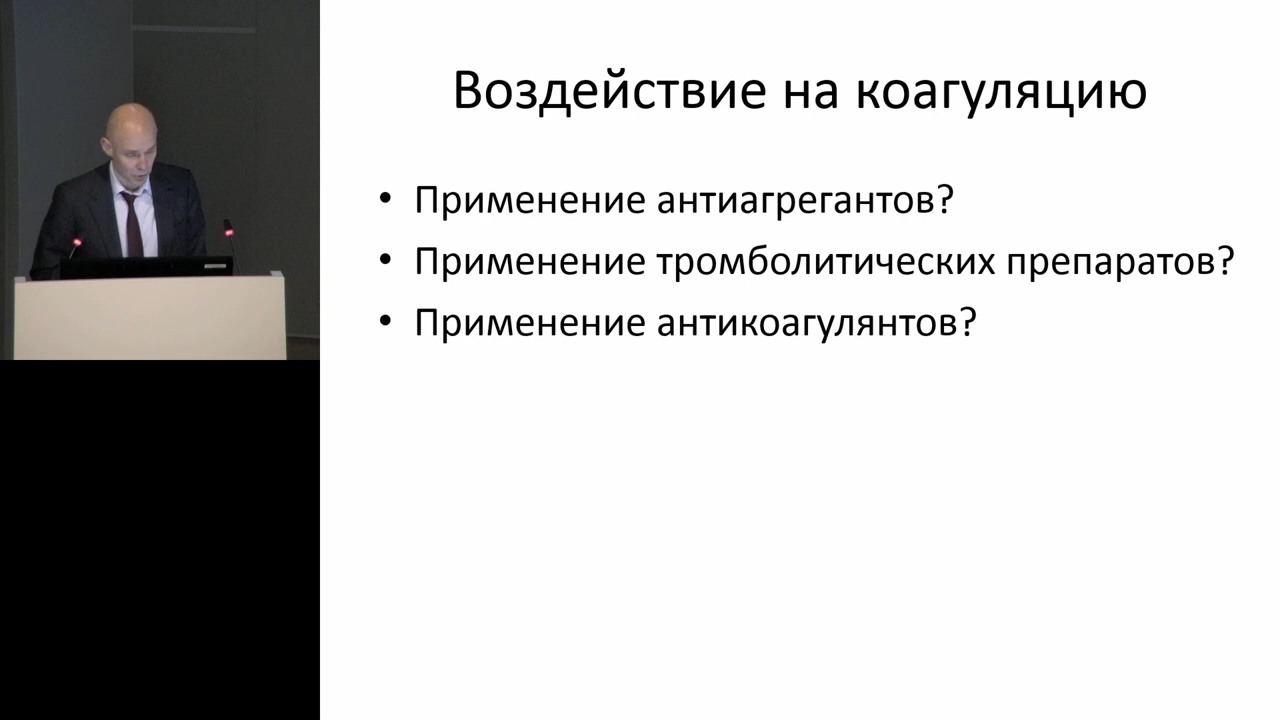 Воздействие на коагуляцию
• Применение антиагрегантов?
• Применение тромболитических препаратов?
• Применение антикоагулянтов?